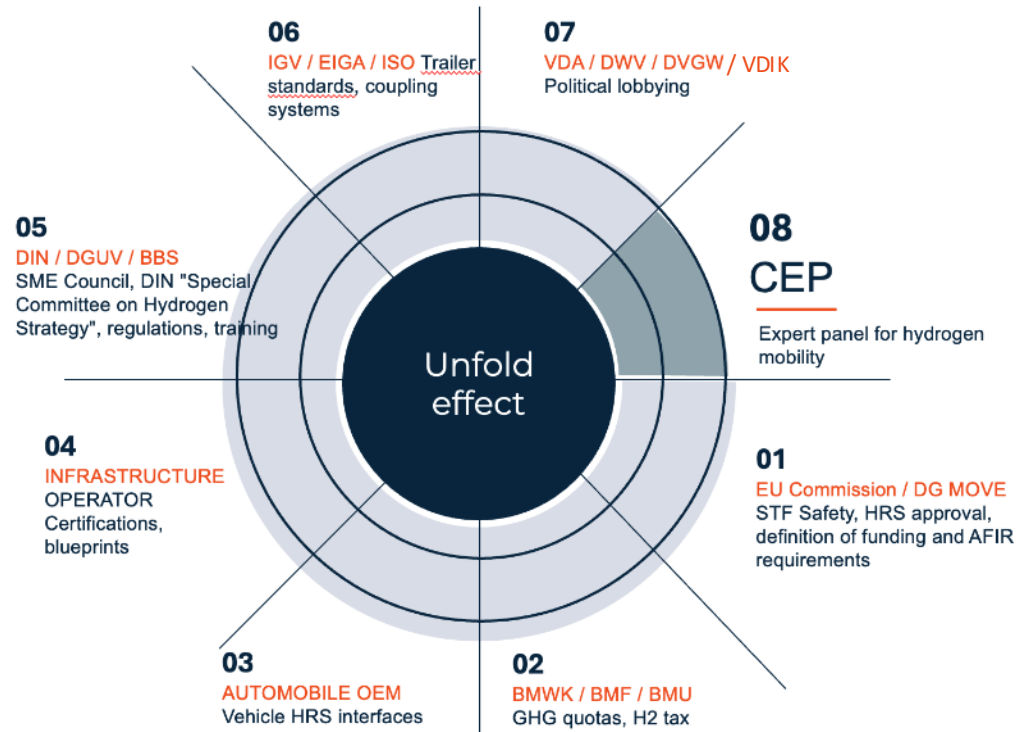 06
IGV / EIGA / ISO Trailer
standards, coupling
systems
07
VDA / DWV / DVGW / VDIK
Political lobbying
05
DIN / DGUV / BBS
SME Council, DIN "Special
Committee on Hydrogen
Strategy", regulations, training
08
CEP
Expert panel for hydrogen
mobility
Unfold
effect
04
INFRASTRUCTURE
OPERATOR
Certifications,
blueprints
01
EU Commission / DG MOVE
STF Safety, HRS approval,
definition of funding and AFIR
requirements
03
AUTOMOBILE OEM
Vehicle HRS interfaces
02
BMWK / BMF / BMU
GHG quotas, H2 tax